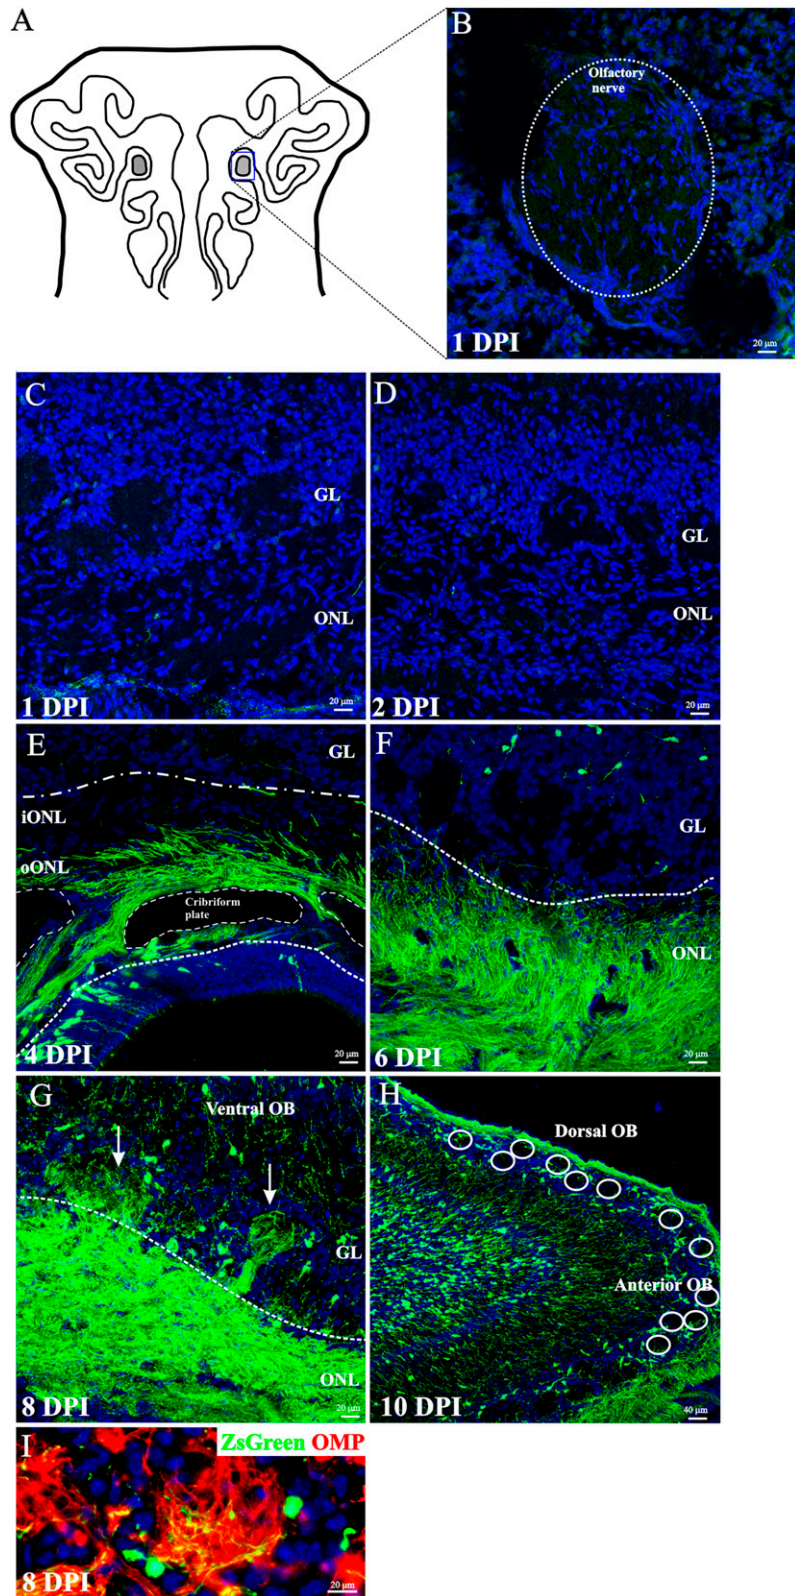 A
B
Olfactory
nerve
1 DPI
20 µm
C
GL
ONL
1 DPI
20 µm
D
GL
ONL
2 DPI
20 µm
E
GL
iONL
oONL
Cribriform
plate
4 DPI
20 µm
F
GL
ONL
6 DPI
20 µm
G
Ventral OB
GL
ONL
8 DPI
20 µm
H
Dorsal OB
Anterior OB
10 DPI
40 µm
I
ZsGreen OMP
8 DPI
20 µm